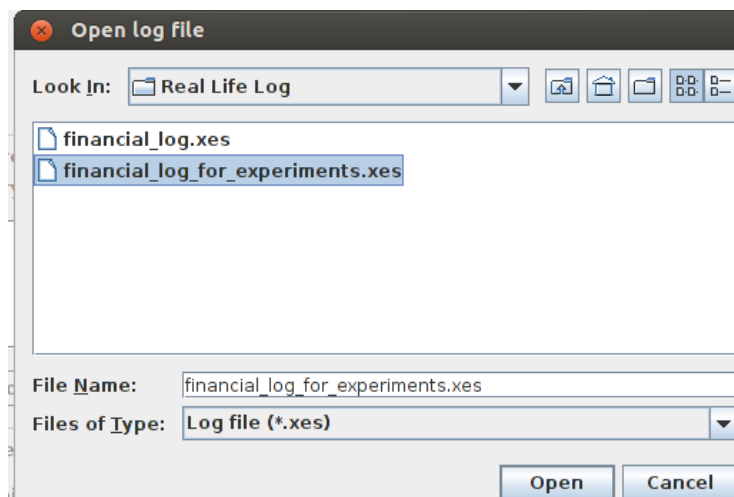 Open log file
Look In: Real Life Log
financial_log.xes
financial_log_for_experiments.xes
File Name: financial_log_for_experiments.xes
Files of Type: Log file (*.xes)
Open Cancel